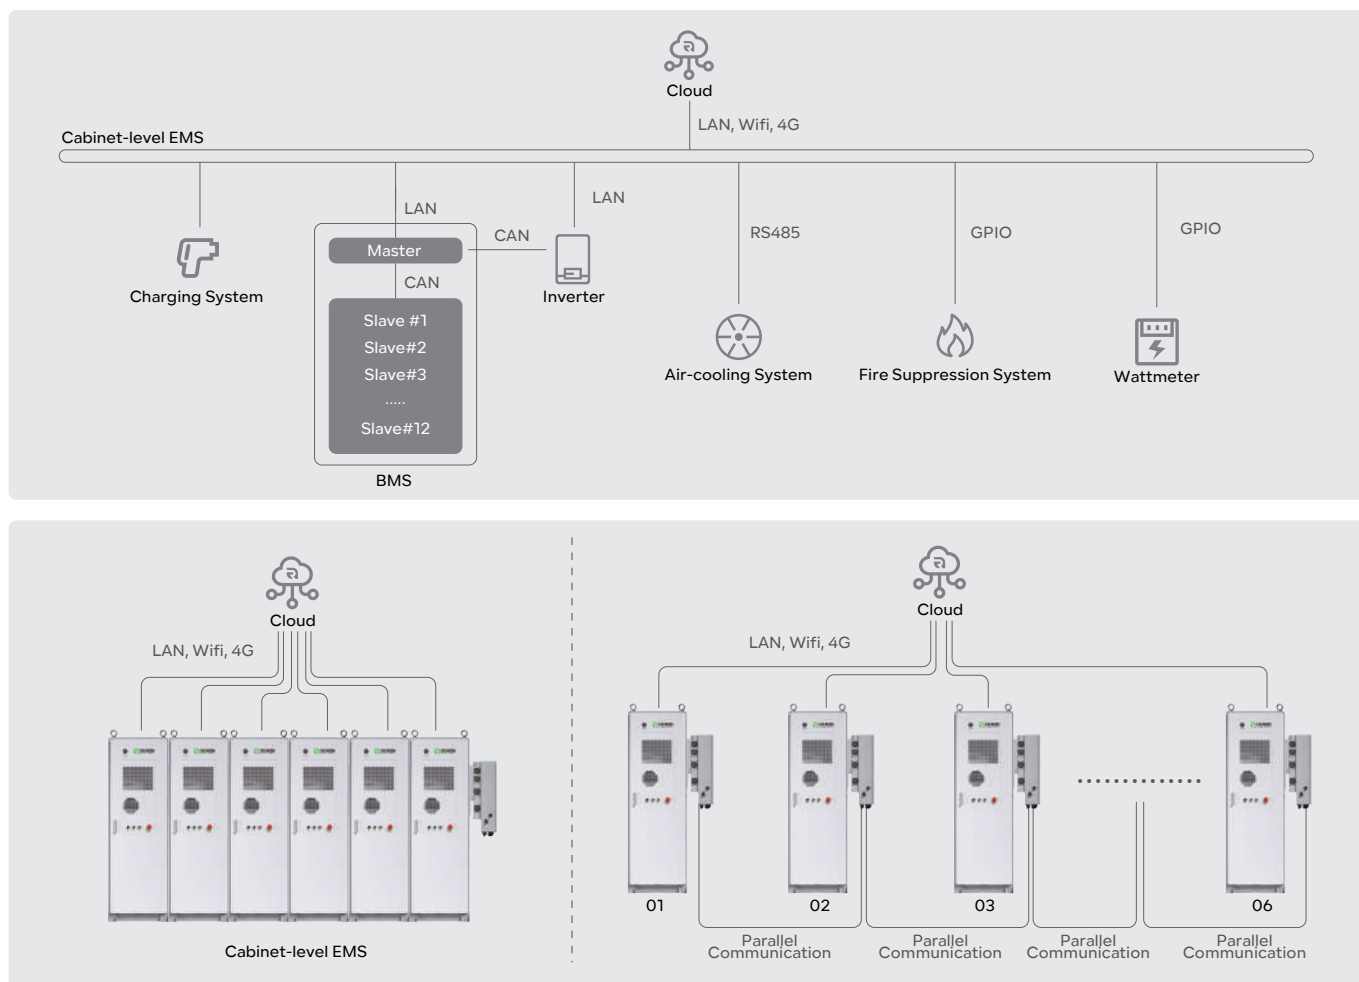 Cloud
LAN, Wifi, 4G
Cabinet-level EMS
LAN
LAN
CAN
RS485
GPIO
GPIO
Master
CAN
Charging System
Inverter
Slave #1
Slave#2
Slave#3
.....
Slave#12
Air-cooling System
Fire Suppression System
Wattmeter
BMS
Cloud
LAN, Wifi, 4G
Cabinet-level EMS
Cloud
LAN, Wifi, 4G
01
02
03
06
Parallel
Communication
Parallel
Communication
Parallel
Communication
Parallel
Communication